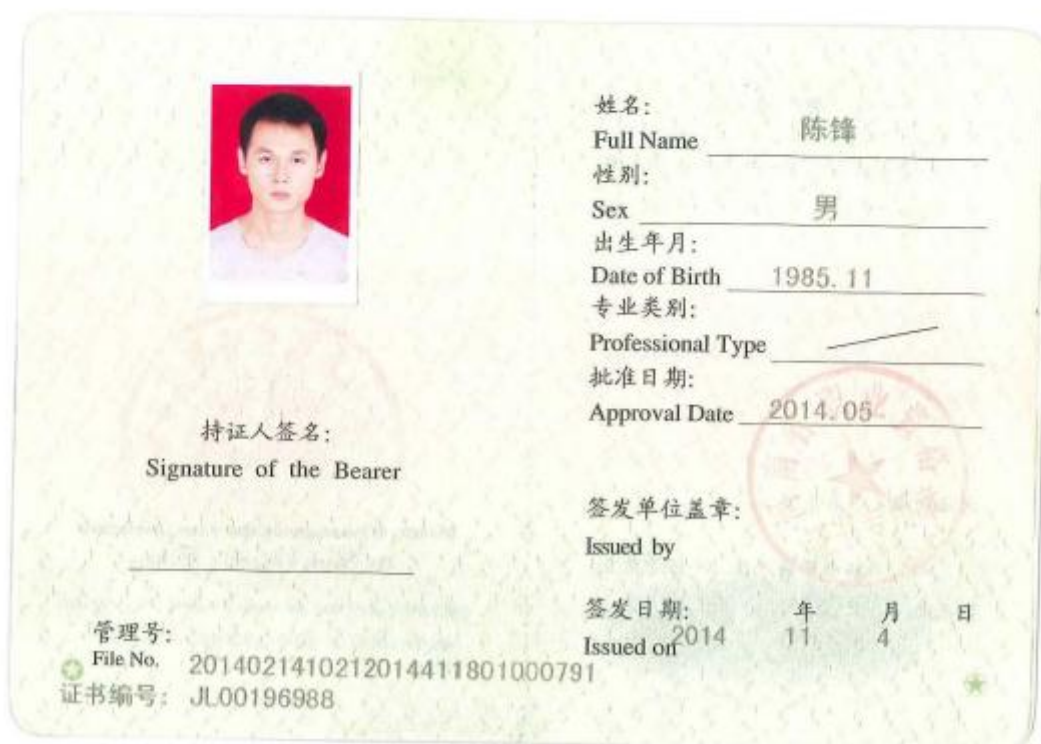 持证人签名:
Signature of the Bearer
管理号:
File No. 2014021410212014411801000791
证书编号: JL00196988
姓名:
Full Name 陈锋
性别:
Sex 男
出生年月:
Date of Birth 1985.11
专业类别:
Professional Type
批准日期:
Approval Date 2014.05
签发单位盖章:
Issued by
签发日期: 年 月 日
Issued on 2014 11 4